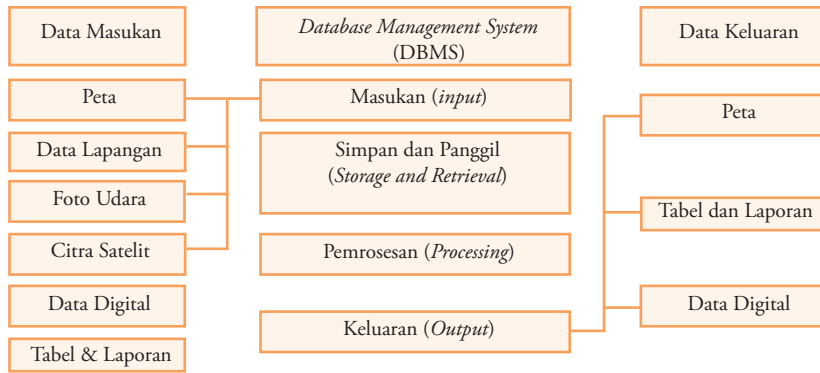 Data Masukan
Peta
Data Lapangan
Foto Udara
Citra Satelit
Data Digital
Tabel & Laporan
Database Management System
(DBMS)
Masukan (input)
Simpan dan Panggil
(Storage and Retrieval)
Pemrosesan (Processing)
Keluaran (Output)
Data Keluaran
Peta
Tabel dan Laporan
Data Digital